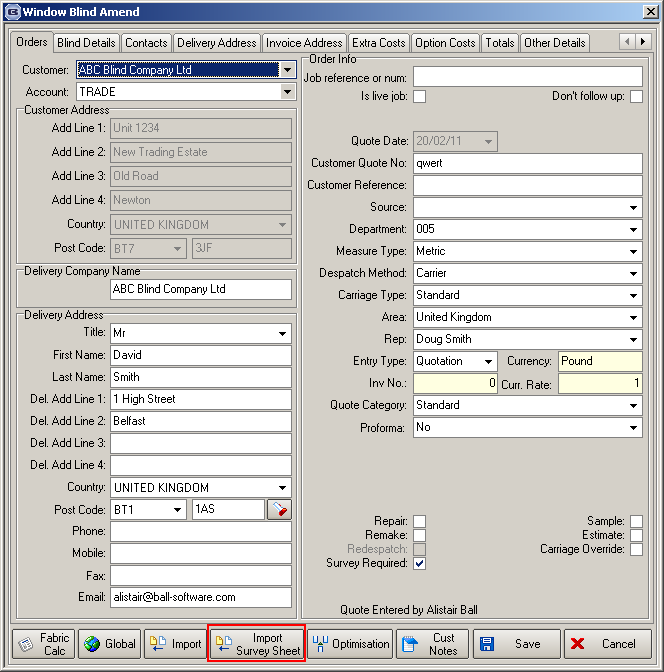 Window Blind Amend
Orders Blind Details Contacts Delivery Address Invoice Address Extra Costs Option Costs Totals Other Details
Customer: ABC Blind Company Ltd
Account: TRADE
Customer Address
Add Line 1: Unit 1234
Add Line 2: New Trading Estate
Add Line 3: Old Road
Add Line 4: Newton
Country: UNITED KINGDOM
Post Code: BT7 3JF
Delivery Company Name
ABC Blind Company Ltd
Delivery Address
Title: Mr
First Name: David
Last Name: Smith
Del. Add Line 1: 1 High Street
Del. Add Line 2: Belfast
Del. Add Line 3:
Del. Add Line 4:
Country: UNITED KINGDOM
Post Code: BT1 1AS
Phone:
Mobile:
Fax:
Email: alistair@ball-software.com
Order Info
Job reference or num:
Is live job: Don't follow up:
Quote Date: 20/02/11
Customer Quote No: qwert
Customer Reference:
Source:
Department: 005
Measure Type: Metric
Despatch Method: Carrier
Carriage Type: Standard
Area: United Kingdom
Rep: Doug Smith
Entry Type: Quotation Currency: Pound
Inv No.: 0 Curr. Rate: 1
Quote Category: Standard
Proforma: No
Repair: Sample:
Remake: Estimate:
Redespatch: Carriage Override:
Survey Required:
Quote Entered by Alistair Ball
Fabric Calc Global Import Import Survey Sheet Optimisation Cust Notes Save Cancel